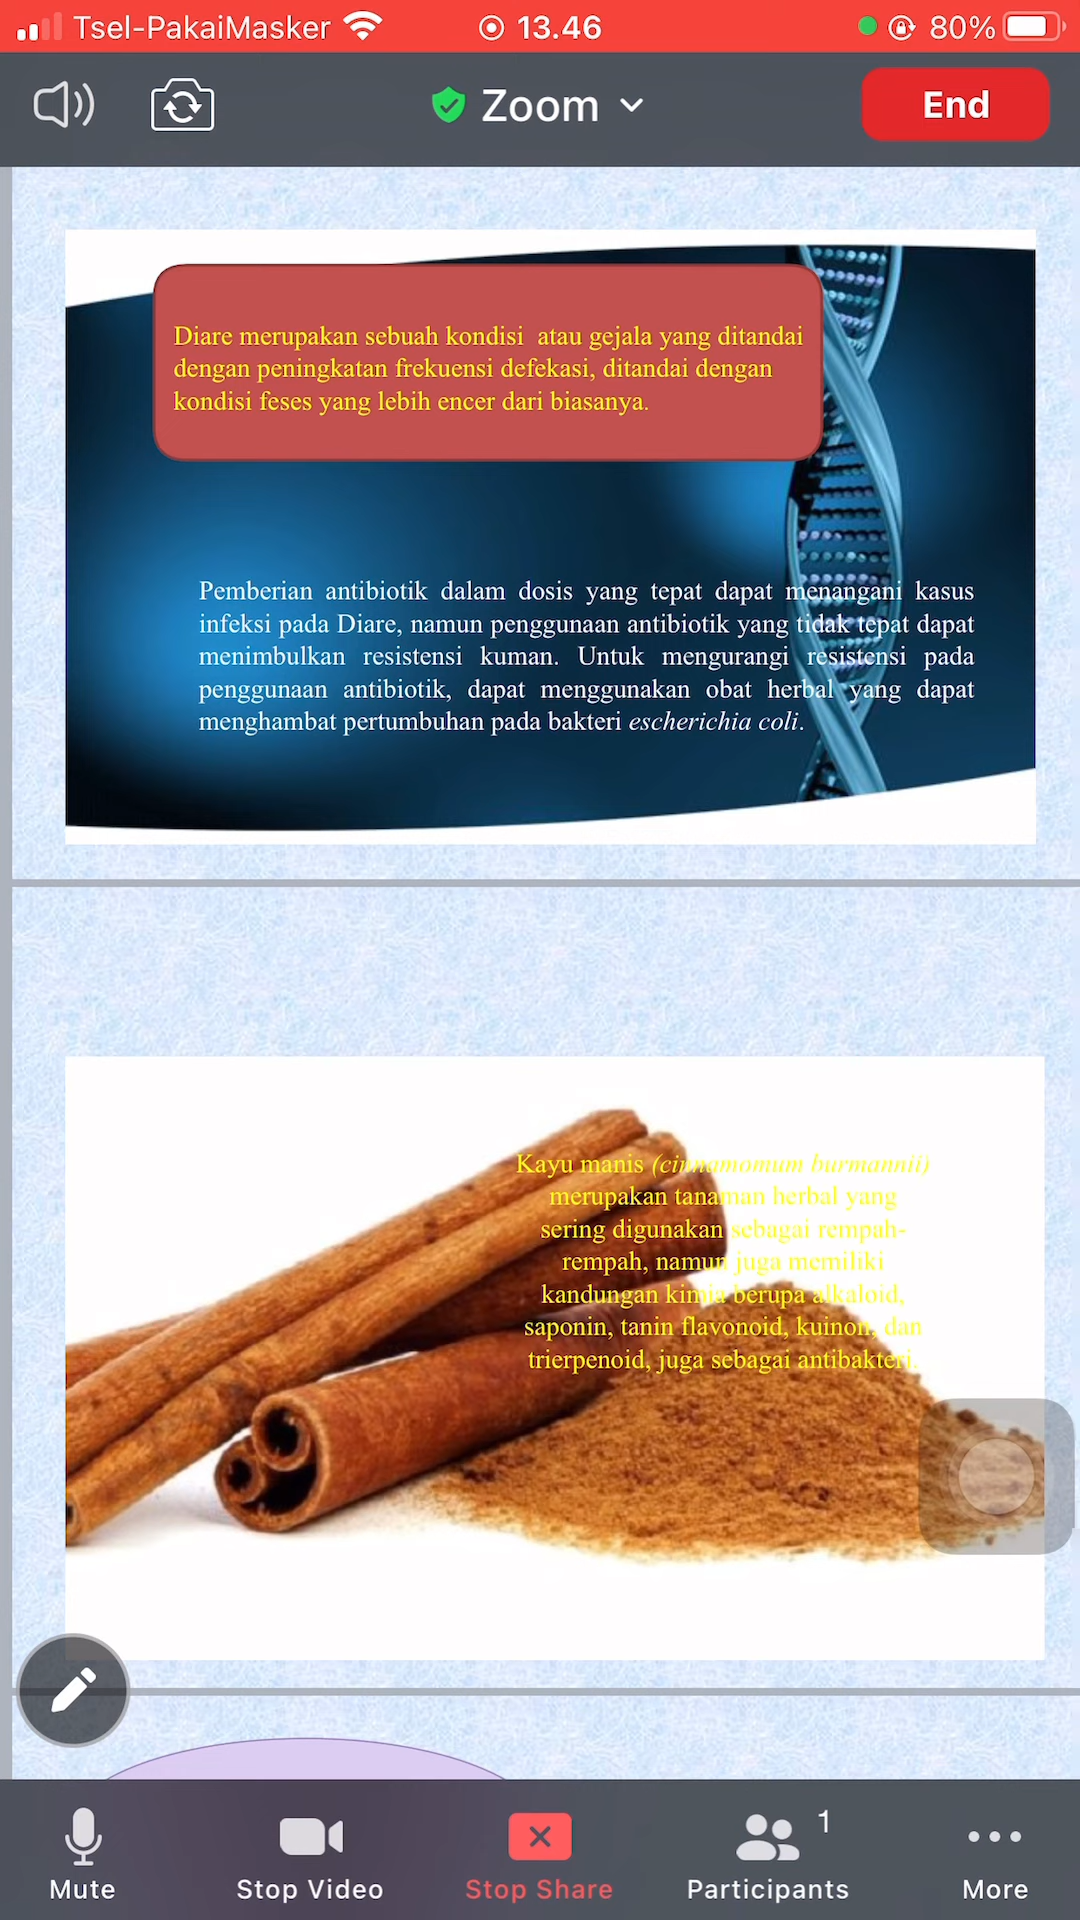 Tsel-PakaiMasker 13.46 80%
Zoom End
Diare merupakan sebuah kondisi atau gejala yang ditandai
dengan peningkatan frekuensi defekasi, ditandai dengan
kondisi feses yang lebih encer dari biasanya.
Pemberian antibiotik dalam dosis yang tepat dapat menangani kasus
infeksi pada Diare, namun penggunaan antibiotik yang tidak tepat dapat
menimbulkan resistensi kuman. Untuk mengurangi resistensi pada
penggunaan antibiotik, dapat menggunakan obat herbal yang dapat
menghambat pertumbuhan pada bakteri escherichia coli.
Kayu manis (cinnamomum burmannii)
merupakan tanaman herbal yang
sering digunakan sebagai rempah-
rempah, namun juga memiliki
kandungan kimia berupa alkaloid,
saponin, tanin flavonoid, kuinon, dan
trierpenoid, juga sebagai antibakteri.
1
Mute Stop Video Stop Share Participants More